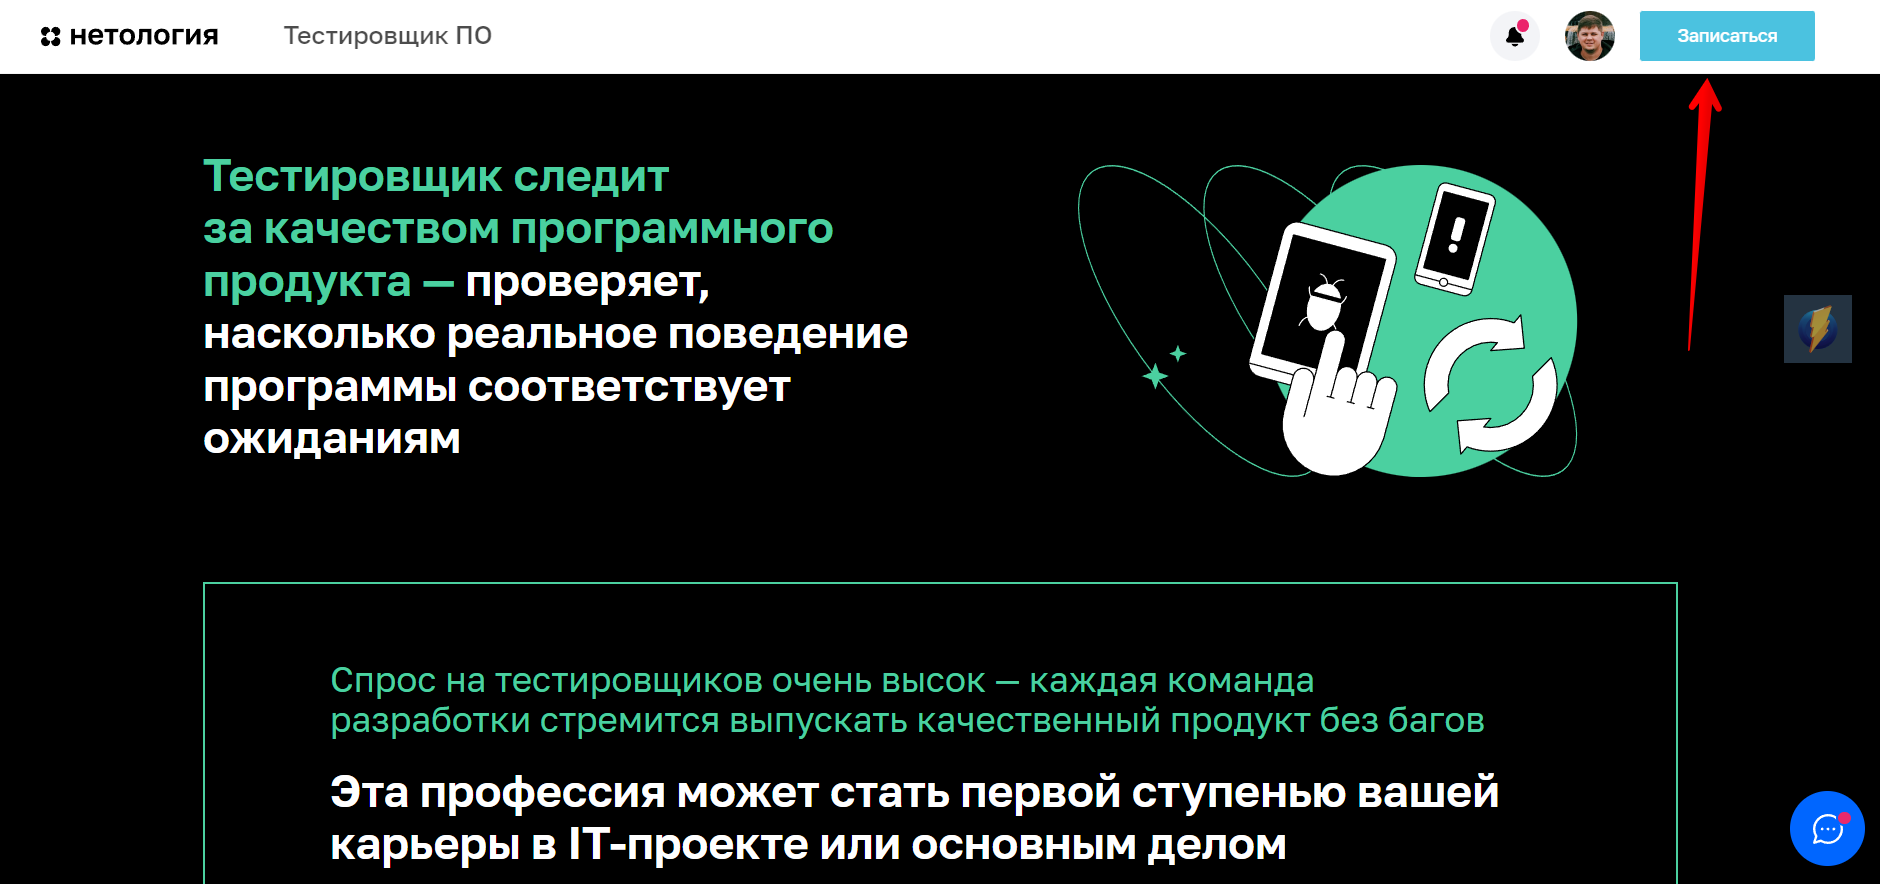 нетология
Тестировщик ПО
Записаться
Тестировщик следит
за качеством программного
продукта — проверяет,
насколько реальное поведение
программы соответствует
ожиданиям
Спрос на тестировщиков очень высок — каждая команда
разработки стремится выпускать качественный продукт без багов
Эта профессия может стать первой ступенью вашей
карьеры в IT-проекте или основным делом